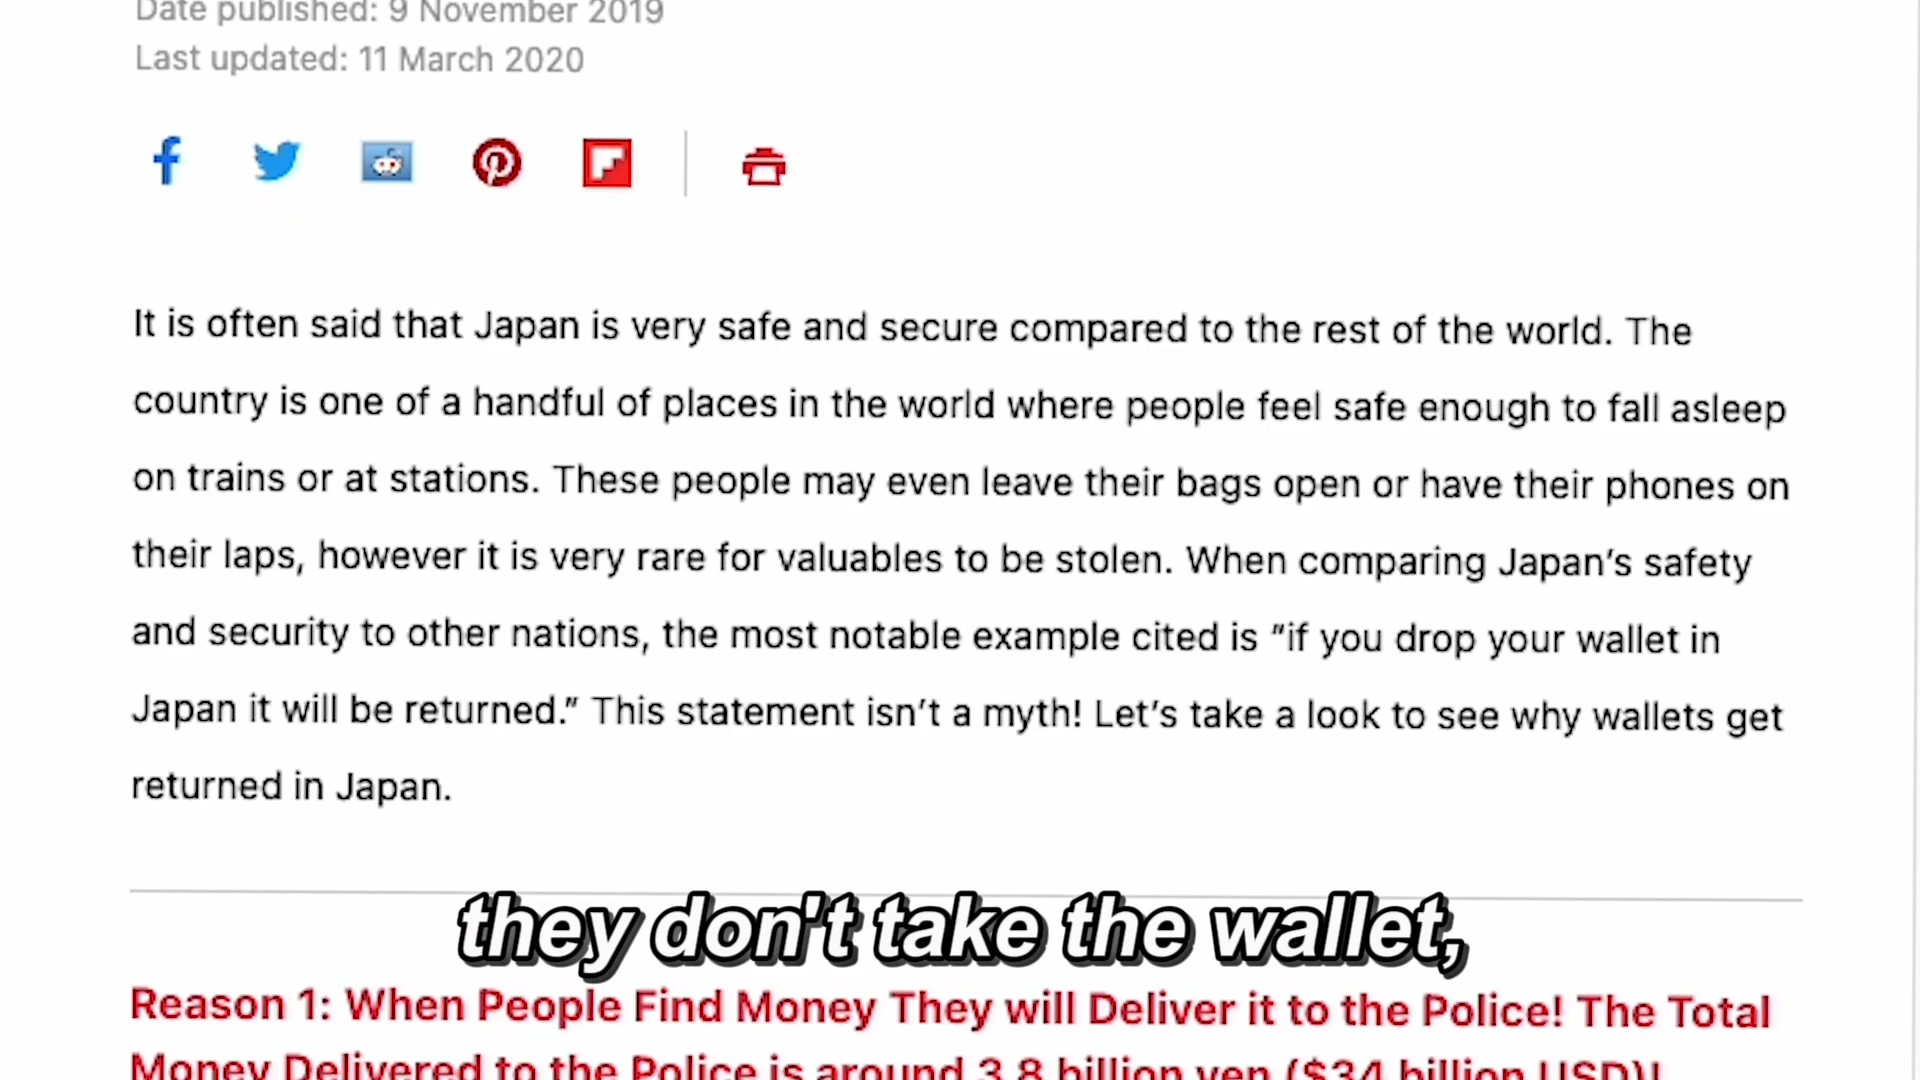 Date published: 9 November 2019
Last updated: 11 March 2020
It is often said that Japan is very safe and secure compared to the rest of the world. The
country is one of a handful of places in the world where people feel safe enough to fall asleep
on trains or at stations. These people may even leave their bags open or have their phones on
their laps, however it is very rare for valuables to be stolen. When comparing Japan’s safety
and security to other nations, the most notable example cited is "if you drop your wallet in
Japan it will be returned." This statement isn’t a myth! Let’s take a look to see why wallets get
returned in Japan.
they don't take the wallet,
Reason 1: When People Find Money They will Deliver it to the Police! The Total
Money Delivered to the Police is around 3.8 billion yen ($34 billion USD)!